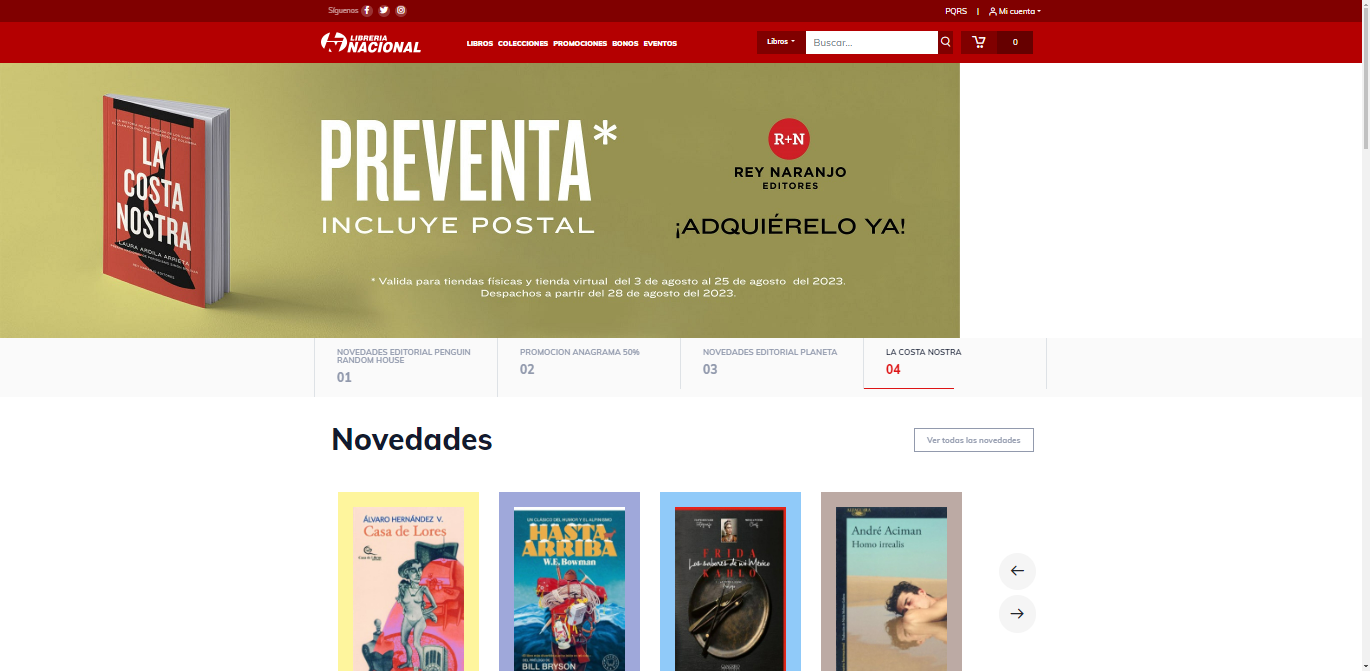 Síguenos
PQRS
Mi cuenta
LIBRERIA
NACIONAL
LIBROS COLECCIONES PROMOCIONES BONOS EVENTOS
Libros
Buscar...
0
LA
COSTA
NOSTRA
LAURA ARDILA ARRIETA
PREVENTA*
INCLUYE POSTAL
R+N
REY NARANJO
EDITORES
¡ADQUIÉRELO YA!
* Valida para tiendas físicas y tienda virtual del 3 de agosto al 25 de agosto del 2023.
Despachos a partir del 28 de agosto del 2023.
NOVEDADES EDITORIAL PENGUIN
RANDOM HOUSE
01
PROMOCION ANAGRAMA 50%
02
NOVEDADES EDITORIAL PLANETA
03
LA COSTA NOSTRA
04
Novedades
Ver todas las novedades
ÁLVARO HERNÁNDEZ V.
Casa de Lores
UN CLÁSICO DEL HUMOR Y EL ALPINISMO
HASTA
ARRIBA
W.E. Bowman
BILL BRYSON
FRIDA
Los sabores de mi México
KAHLO
ALFAGUARA
André Aciman
Homo irrealis